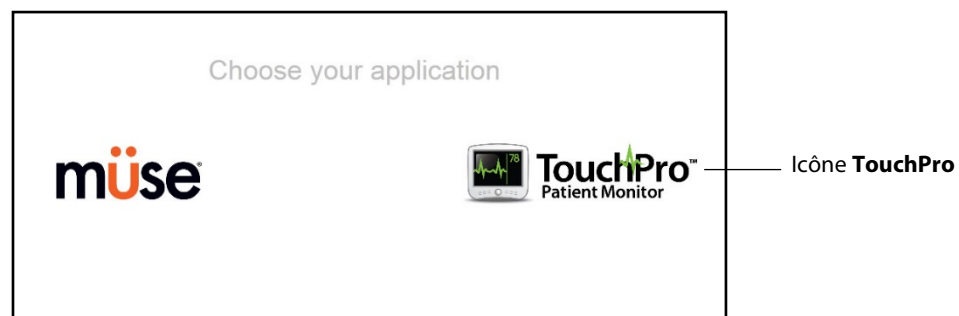 Choose your application
müse®
78
TouchPro™
Patient Monitor
Icône TouchPro